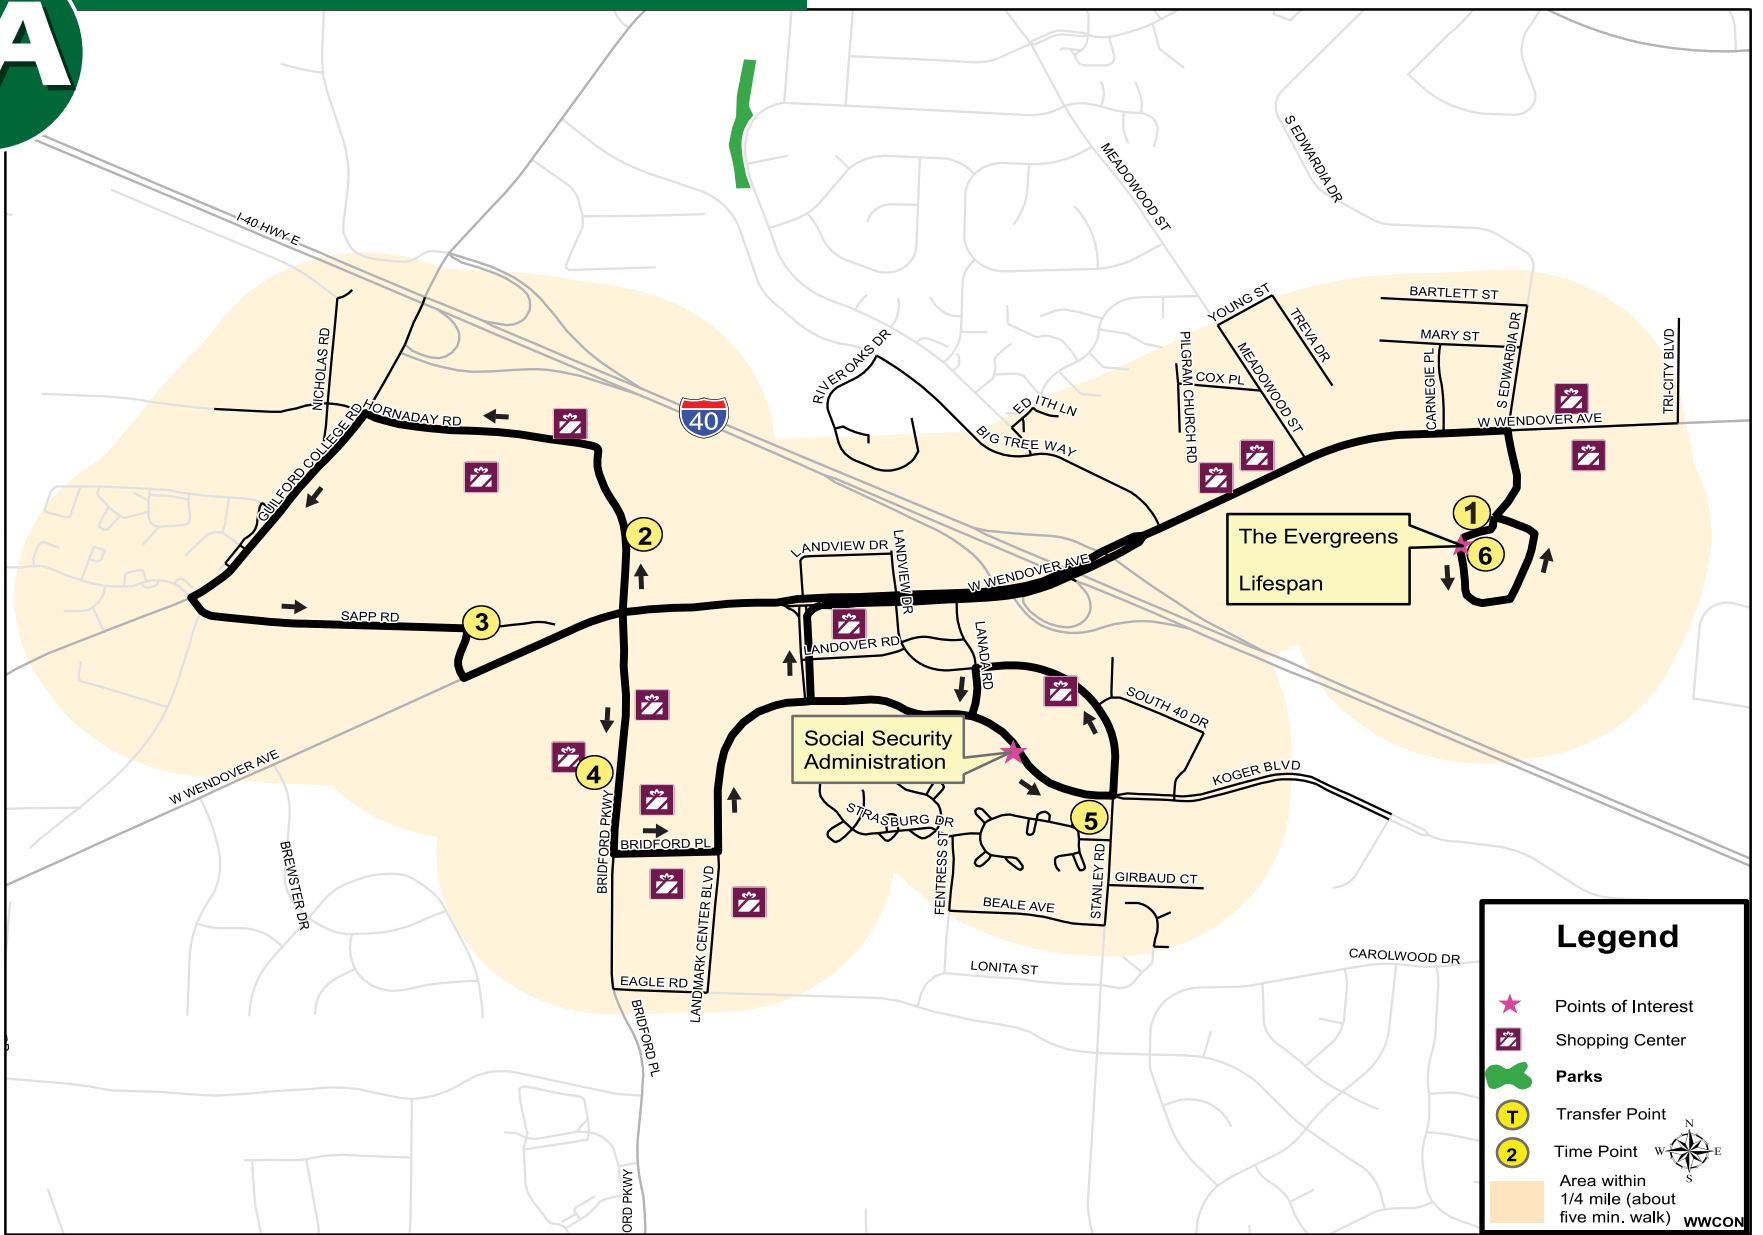 A
I-40 HWY E
MEADOWOOD ST
S EDWARDIA DR
NICHOLAS RD
HORNADAY RD
GUILFORD COLLEGE RD
40
RIVER OAKS DR
ED ITH LN
BIG TREE WAY
YOUNG ST
TREVA DR
PILGRAM CHURCH RD
COX PL
MEADOWOOD ST
BARTLETT ST
MARY ST
CARNEGIE PL
S EDWARDIA DR
TRI-CITY BLVD
W WENDOVER AVE
1
6
The Evergreens
Lifespan
2
LANDVIEW DR
LANDVIEW DR
W WENDOVER AVE
SAPP RD
3
LANDOVER RD
LANADA RD
SOUTH 40 DR
KOGER BLVD
Social Security
Administration
W WENDOVER AVE
4
BRIDFORD PKWY
BRIDFORD PL
STRASBURG DR
5
FENTRESS ST
STANLEY RD
GIRBAUD CT
BEALE AVE
BREWSTER DR
LANDMARK CENTER BLVD
EAGLE RD
BRIDFORD PL
LONITA ST
CAROLWOOD DR
ORD PKWY
Legend
Points of Interest
Shopping Center
Parks
T Transfer Point
2 Time Point
N
W E
S
Area within
1/4 mile (about
five min. walk)
WWCON